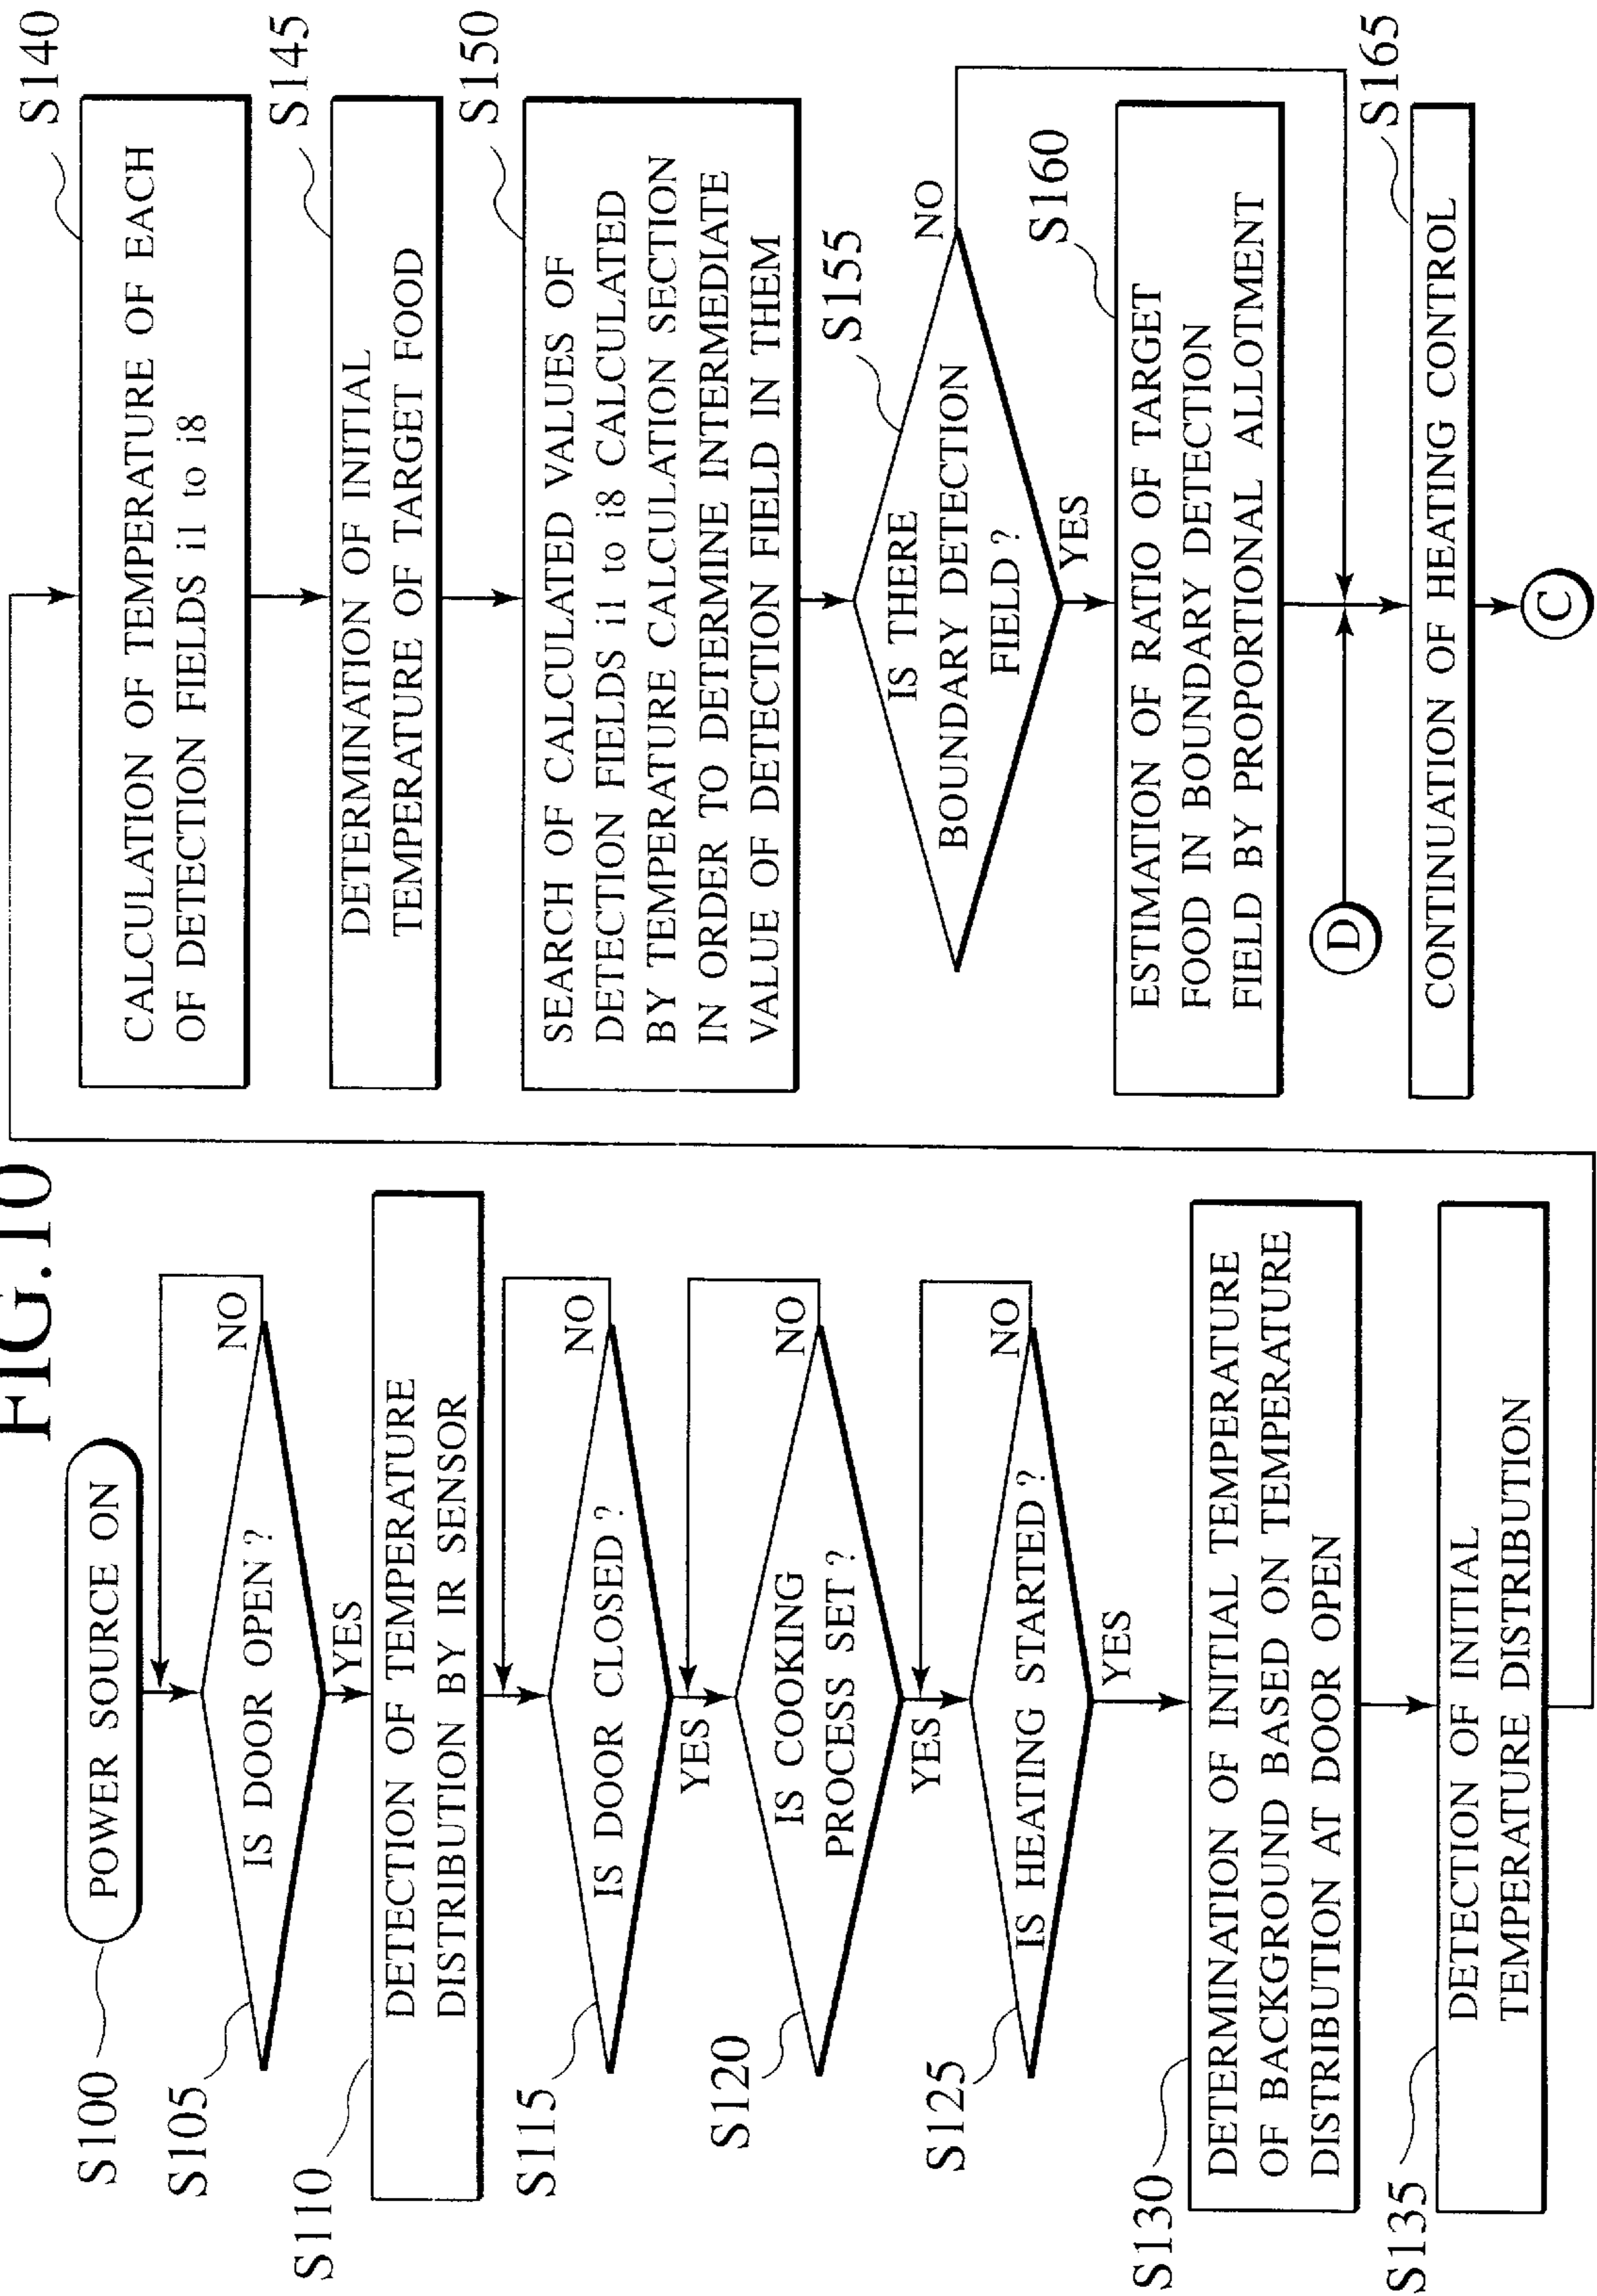 FIG.10
S100
POWER SOURCE ON
S105
IS DOOR OPEN ?
NO
YES
S110
DETECTION OF TEMPERATURE
DISTRIBUTION BY IR SENSOR
S115
IS DOOR CLOSED ?
NO
YES
S120
IS COOKING
PROCESS SET ?
NO
YES
S125
IS HEATING STARTED ?
NO
YES
S130
DETERMINATION OF INITIAL TEMPERATURE
OF BACKGROUND BASED ON TEMPERATURE
DISTRIBUTION AT DOOR OPEN
S135
DETECTION OF INITIAL
TEMPERATURE DISTRIBUTION
S140
CALCULATION OF TEMPERATURE OF EACH
OF DETECTION FIELDS i1 to i8
S145
DETERMINATION OF INITIAL
TEMPERATURE OF TARGET FOOD
S150
SEARCH OF CALCULATED VALUES OF
DETECTION FIELDS i1 to i8 CALCULATED
BY TEMPERATURE CALCULATION SECTION
IN ORDER TO DETERMINE INTERMEDIATE
VALUE OF DETECTION FIELD IN THEM
S155
IS THERE
BOUNDARY DETECTION
FIELD ?
NO
YES
S160
ESTIMATION OF RATIO OF TARGET
FOOD IN BOUNDARY DETECTION
FIELD BY PROPORTIONAL ALLOTMENT
D
S165
CONTINUATION OF HEATING CONTROL
C